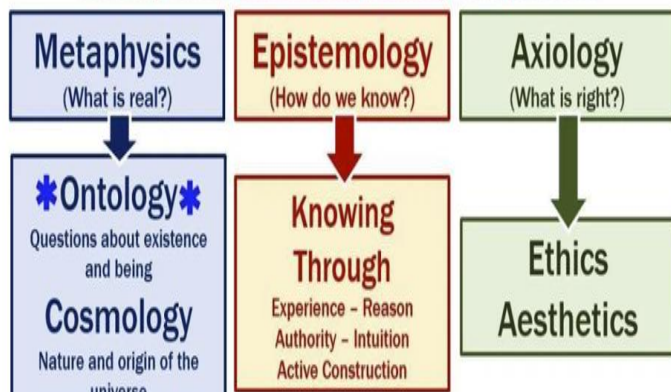 Metaphysics
(What is real?)
Epistemology
(How do we know?)
Axiology
(What is right?)
*Ontology*
Questions about existence
and being
Cosmology
Nature and origin of the
universe
Knowing
Through
Experience – Reason
Authority – Intuition
Active Construction
Ethics
Aesthetics